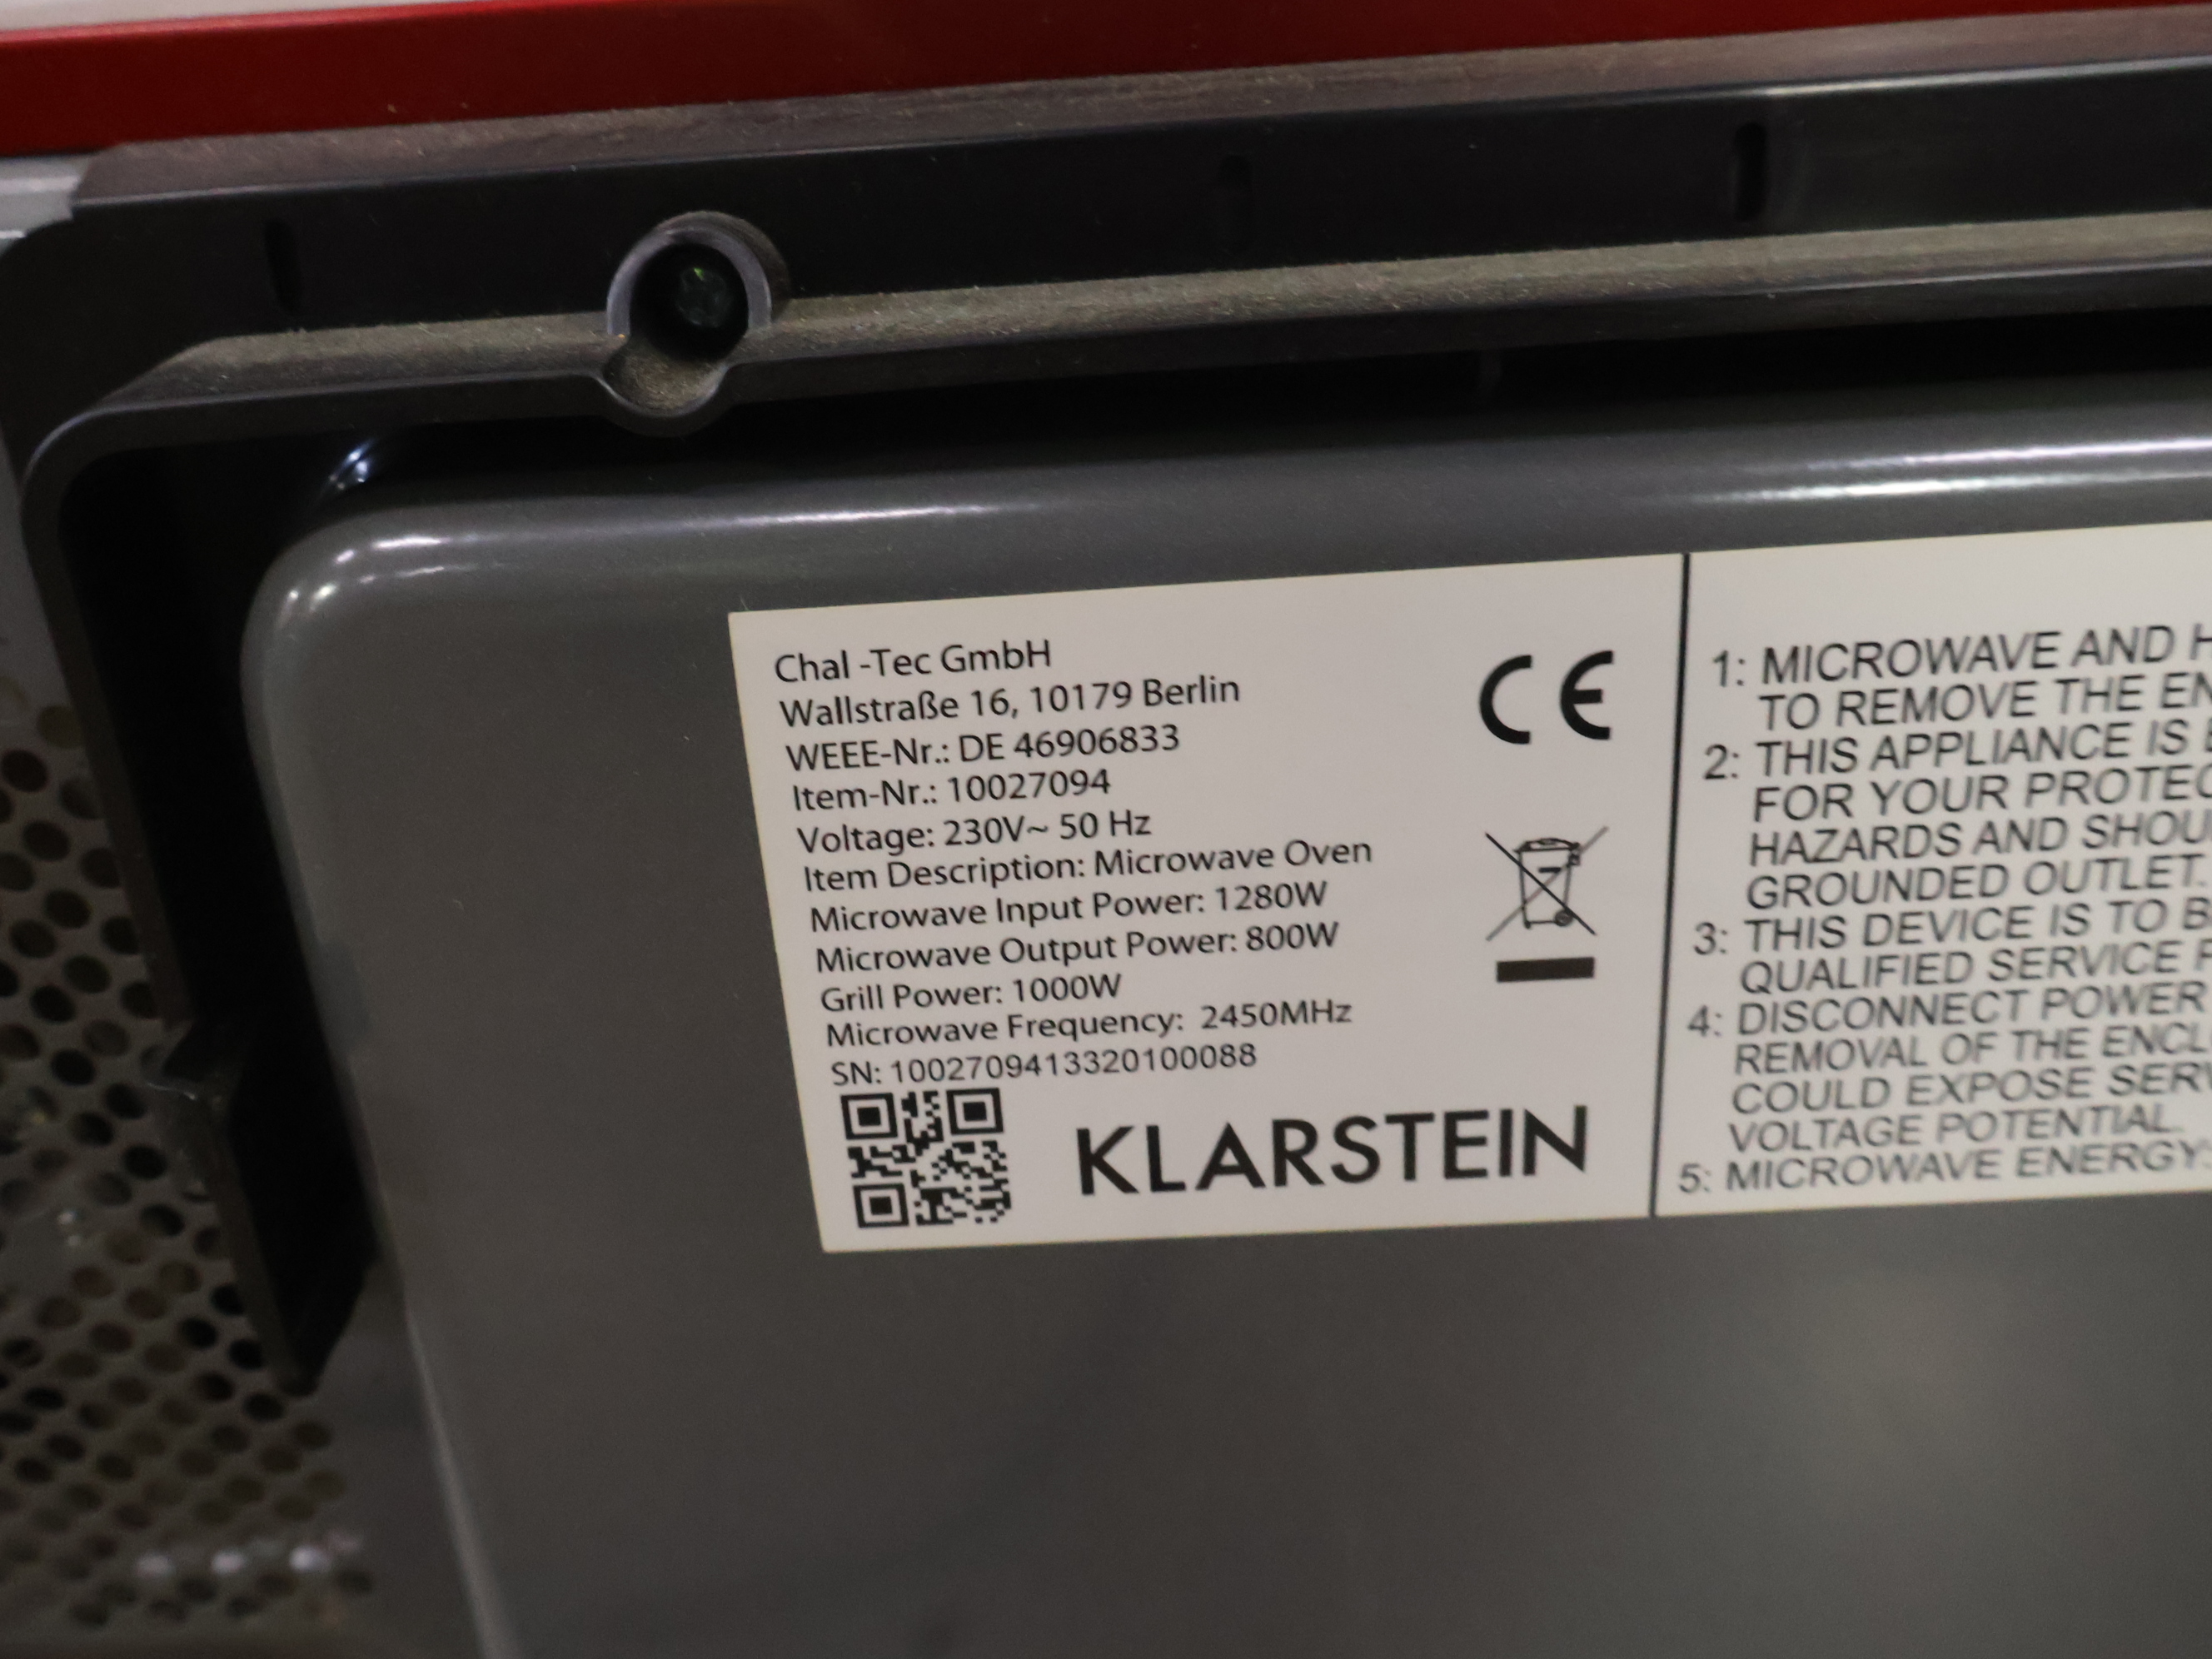 Chal -Tec GmbH
Wallstraße 16, 10179 Berlin
WEEE-Nr.: DE 46906833
Item-Nr.: 10027094
Voltage: 230V~ 50 Hz
Item Description: Microwave Oven
Microwave Input Power: 1280W
Microwave Output Power: 800W
Grill Power: 1000W
Microwave Frequency:  2450MHz
SN: 1002709413320100088
KLARSTEIN
CE
1: MICROWAVE AND
TO REMOVE THE
2: THIS APPLIANCE IS
FOR YOUR
HAZARDS AND
GROUNDED OUTLET.
3: THIS DEVICE IS TO
QUALIFIED SERVICE
4: DISCONNECT POWER
REMOVAL OF THE
COULD EXPOSE
VOLTAGE POTENTIAL.
5: MICROWAVE ENERGY